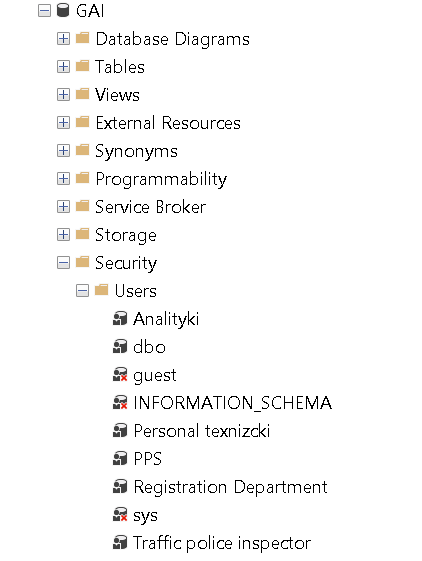 GAI
Database Diagrams
Tables
Views
External Resources
Synonyms
Programmability
Service Broker
Storage
Security
Users
Analityki
dbo
guest
INFORMATION_SCHEMA
Personal texnizcki
PPS
Registration Department
sys
Traffic police inspector